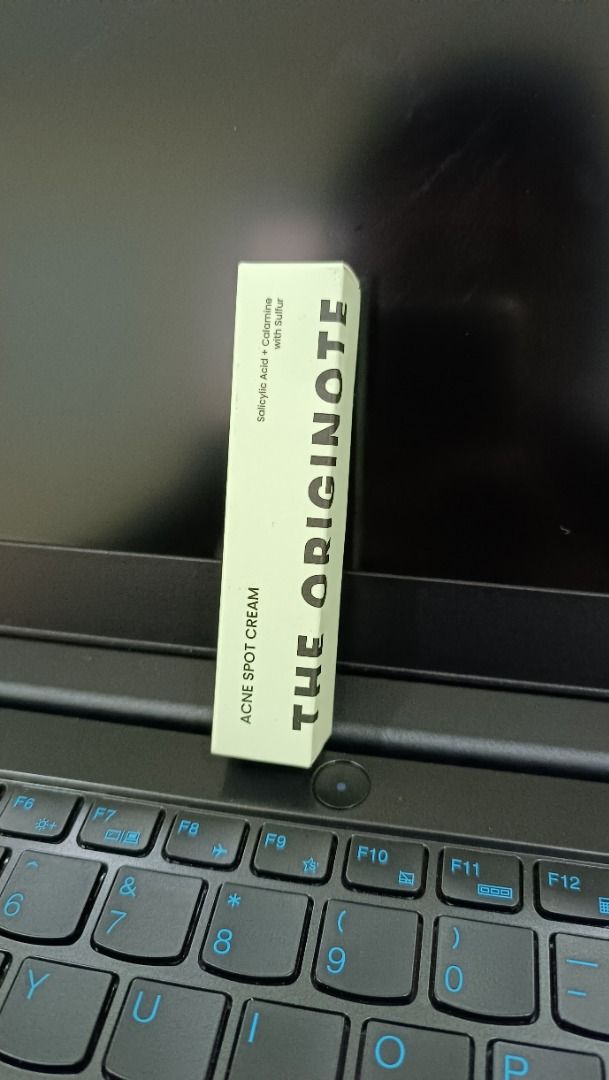 Salicylic Acid + Calamine
with Sulfur
ACNE SPOT CREAM
THE ORIGINOTE
F6
F7
F8
F9
F10
F11
F12
^
6
&
7
*
8
(
9
)
0
—
-
Y
U
I
O
P